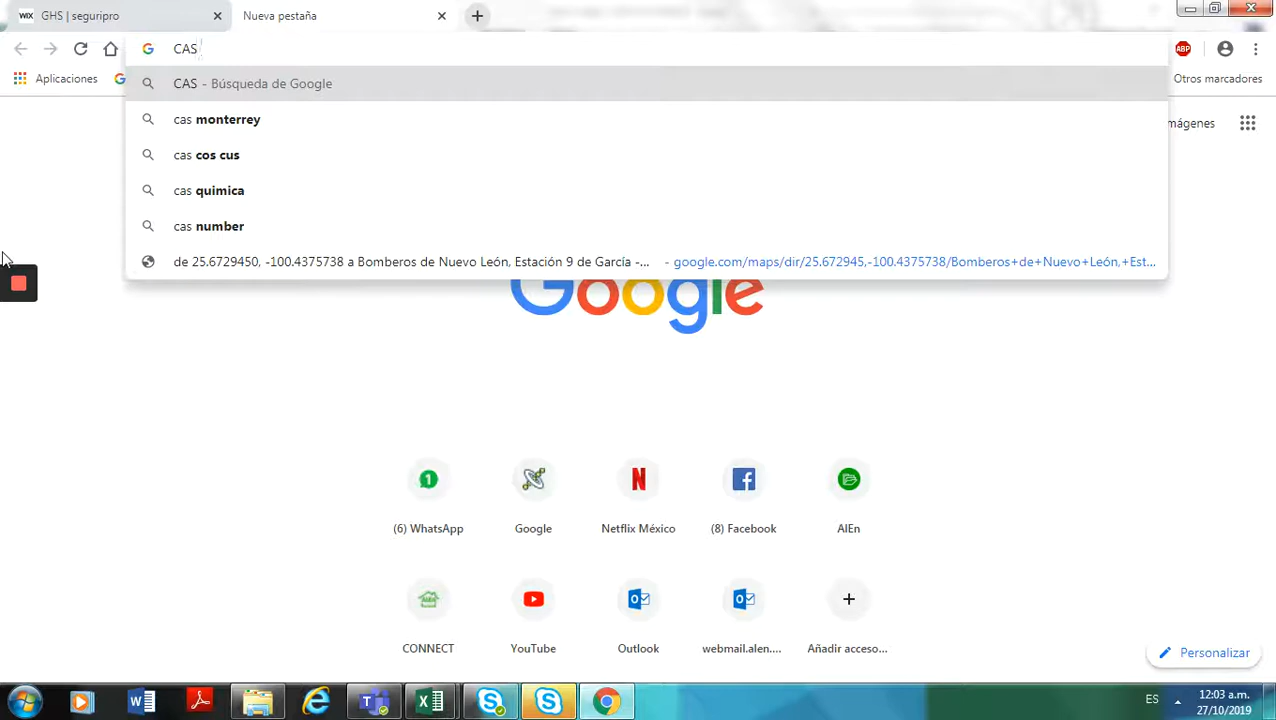 WIX GHS | seguripro
Nueva pestaña
CAS
ABP
Aplicaciones
Otros marcadores
CAS - Búsqueda de Google
cas monterrey
imágenes
cas cos cus
cas quimica
cas number
de 25.6729450, -100.4375738 a Bomberos de Nuevo León, Estación 9 de García -... - google.com/maps/dir/25.672945,-100.4375738/Bomberos+de+Nuevo+León,+Est...
Google
(6) WhatsApp
Google
Netflix México
(8) Facebook
AlEn
CONNECT
YouTube
Outlook
webmail.alen....
Añadir acceso...
Personalizar
ES
12:03 a.m.
27/10/2019